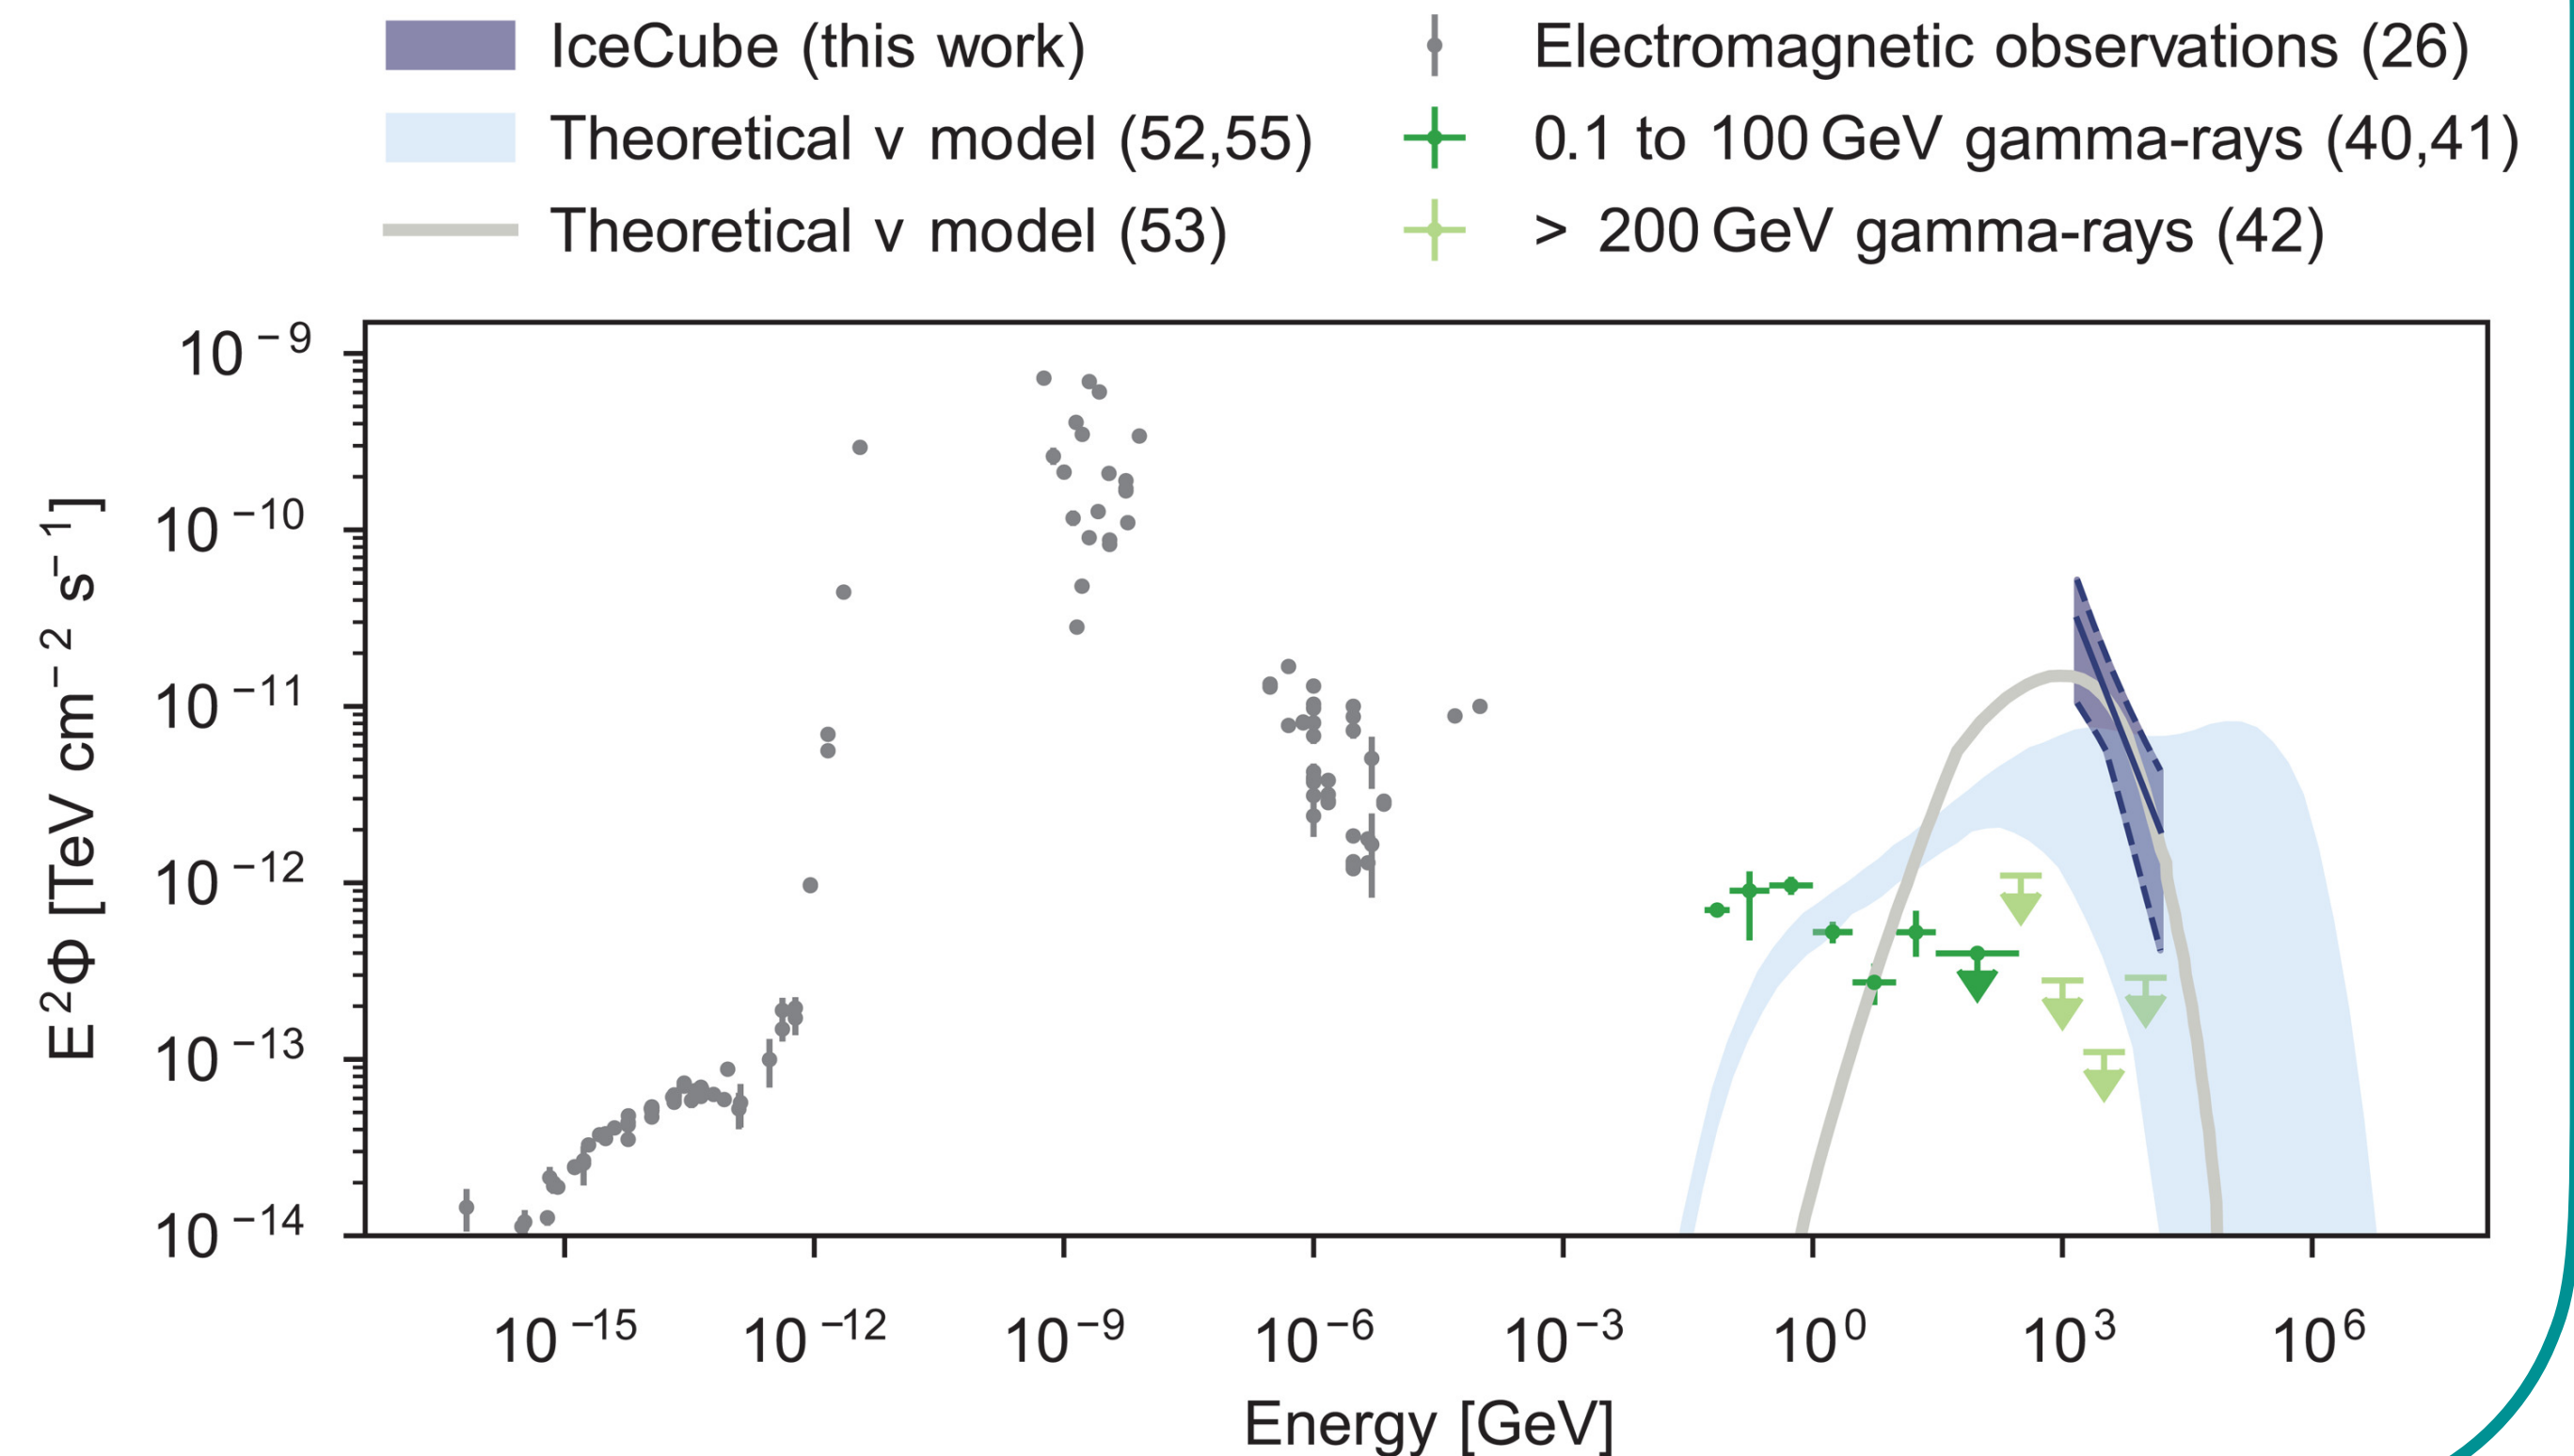 IceCube (this work)
Theoretical ν model (52,55)
Theoretical ν model (53)
Electromagnetic observations (26)
0.1 to 100 GeV gamma-rays (40,41)
> 200 GeV gamma-rays (42)
E²Φ [TeV cm⁻² s⁻¹]
10⁻⁹
10⁻¹⁰
10⁻¹¹
10⁻¹²
10⁻¹³
10⁻¹⁴
10⁻¹⁵ 10⁻¹² 10⁻⁹ 10⁻⁶ 10⁻³ 10⁰ 10³ 10⁶
Energy [GeV]